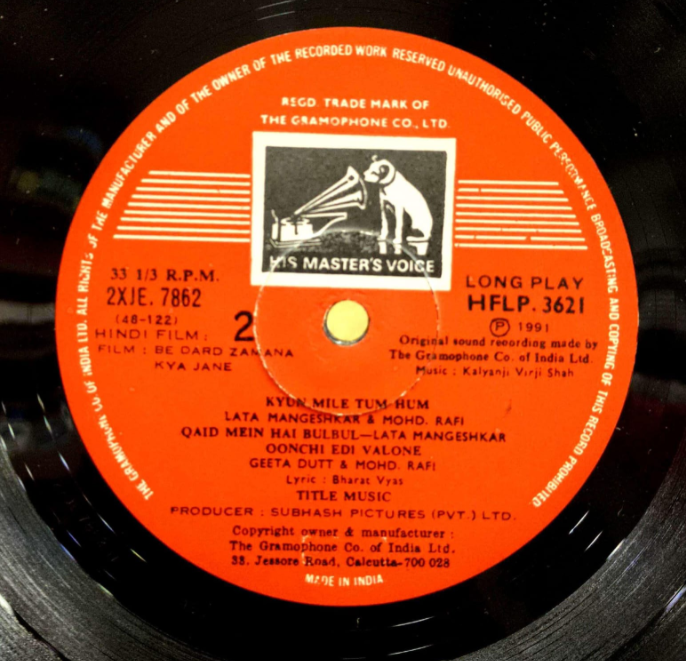 THE GRAMOPHONE CO. OF INDIA LTD. ALL RIGHTS OF THE MANUFACTURER AND OF THE OWNER OF THE RECORDED WORK RESERVED UNAUTHORISED PUBLIC PERFORMANCE BROADCASTING AND COPYING OF THIS RECORD PROHIBITED
REGD. TRADE MARK OF
THE GRAMOPHONE CO., LTD.
HIS MASTER'S VOICE
33 1/3 R.P.M.
2XJE. 7862
(48-122)
2
HINDI FILM :
FILM : BE DARD ZAMANA
KYA JANE
LONG PLAY
HFLP. 3621
Ⓟ 1991
Original sound recording made by
The Gramophone Co. of India Ltd.
Music : Kalyanji Virji Shah
KYUN MILE TUM HUM
LATA MANGESHKAR & MOHD. RAFI
QAID MEIN HAI BULBUL—LATA MANGESHKAR
OONCHI EDI VALONE
GEETA DUTT & MOHD. RAFI
Lyric : Bharat Vyas
TITLE MUSIC
PRODUCER : SUBHASH PICTURES (PVT.) LTD.
Copyright owner & manufacturer :
The Gramophone Co. of India Ltd.
33, Jessore Road, Calcutta-700 028
MADE IN INDIA